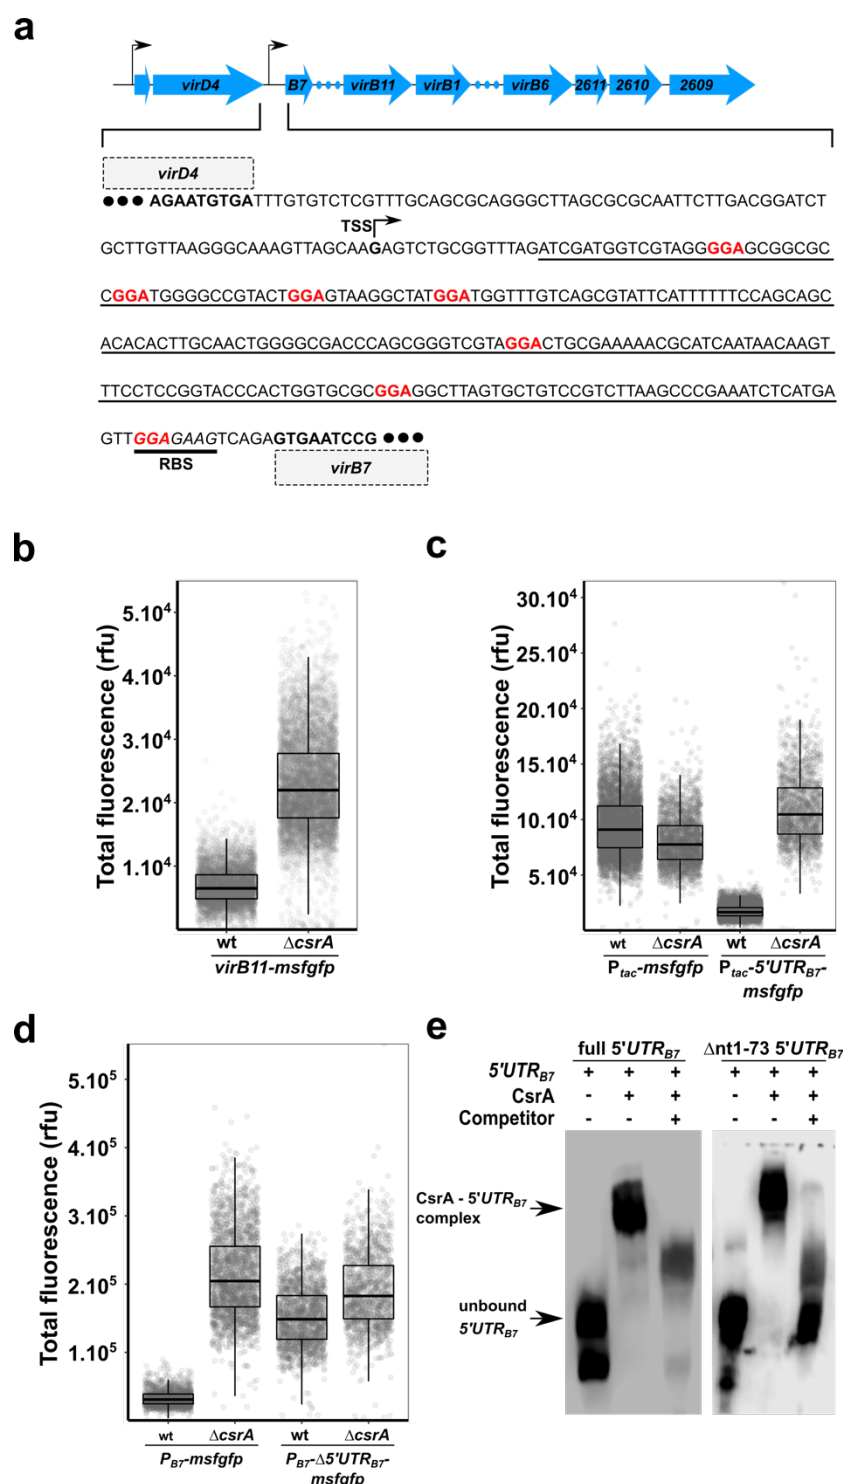 a
virD4 B7 virB11 virB1 virB6 2611 2610 2609
virD4
●●● AGAATGTGATTTGTGTCTCGTTTGCAGCGCAGGGCTTAGCGCGCAATTCTTGACGGATCT
TSS
GCTTGTTAAGGGCAAAGTTAGCAAGAGTCTGCGGTTTAGATCGATGGTCGTAGGGGGAGCGGCGC
CGGATGGGGCCGTACTGGAGTAAGGCTATGGATGGTTTGTCAGCGTATTCATTTTTTCCAGCAGC
ACACACTTGCAACTGGGGCGACCCAGCGGGTCGTAGGACTGCGAAAAACGCATCAATAACAAGT
TTCCTCCGGTACCCACTGGTGCGCGGAGGCTTAGTGCTGTCCGTCTTAAGCCCGAAATCTCATGA
GTTGGAGAAGTCAGAGTGAATCCG ●●●
RBS virB7
b
Total fluorescence (rfu)
5.10⁴
4.10⁴
3.10⁴
2.10⁴
1.10⁴
wt ΔcsrA
virB11-msfgfp
c
Total fluorescence (rfu)
30.10⁴
25.10⁴
20.10⁴
15.10⁴
10.10⁴
5.10⁴
wt ΔcsrA wt ΔcsrA
Ptac-msfgfp Ptac-5'UTRB7-
msfgfp
d
Total fluorescence (rfu)
5.10⁵
4.10⁵
3.10⁵
2.10⁵
1.10⁵
wt ΔcsrA wt ΔcsrA
PB7-msfgfp PB7-Δ5'UTRB7-
msfgfp
e
full 5'UTRB7 Δnt1-73 5'UTRB7
5'UTRB7 + + + + + +
CsrA - + + - + +
Competitor - - + - - +
CsrA - 5'UTRB7
complex
unbound
5'UTRB7